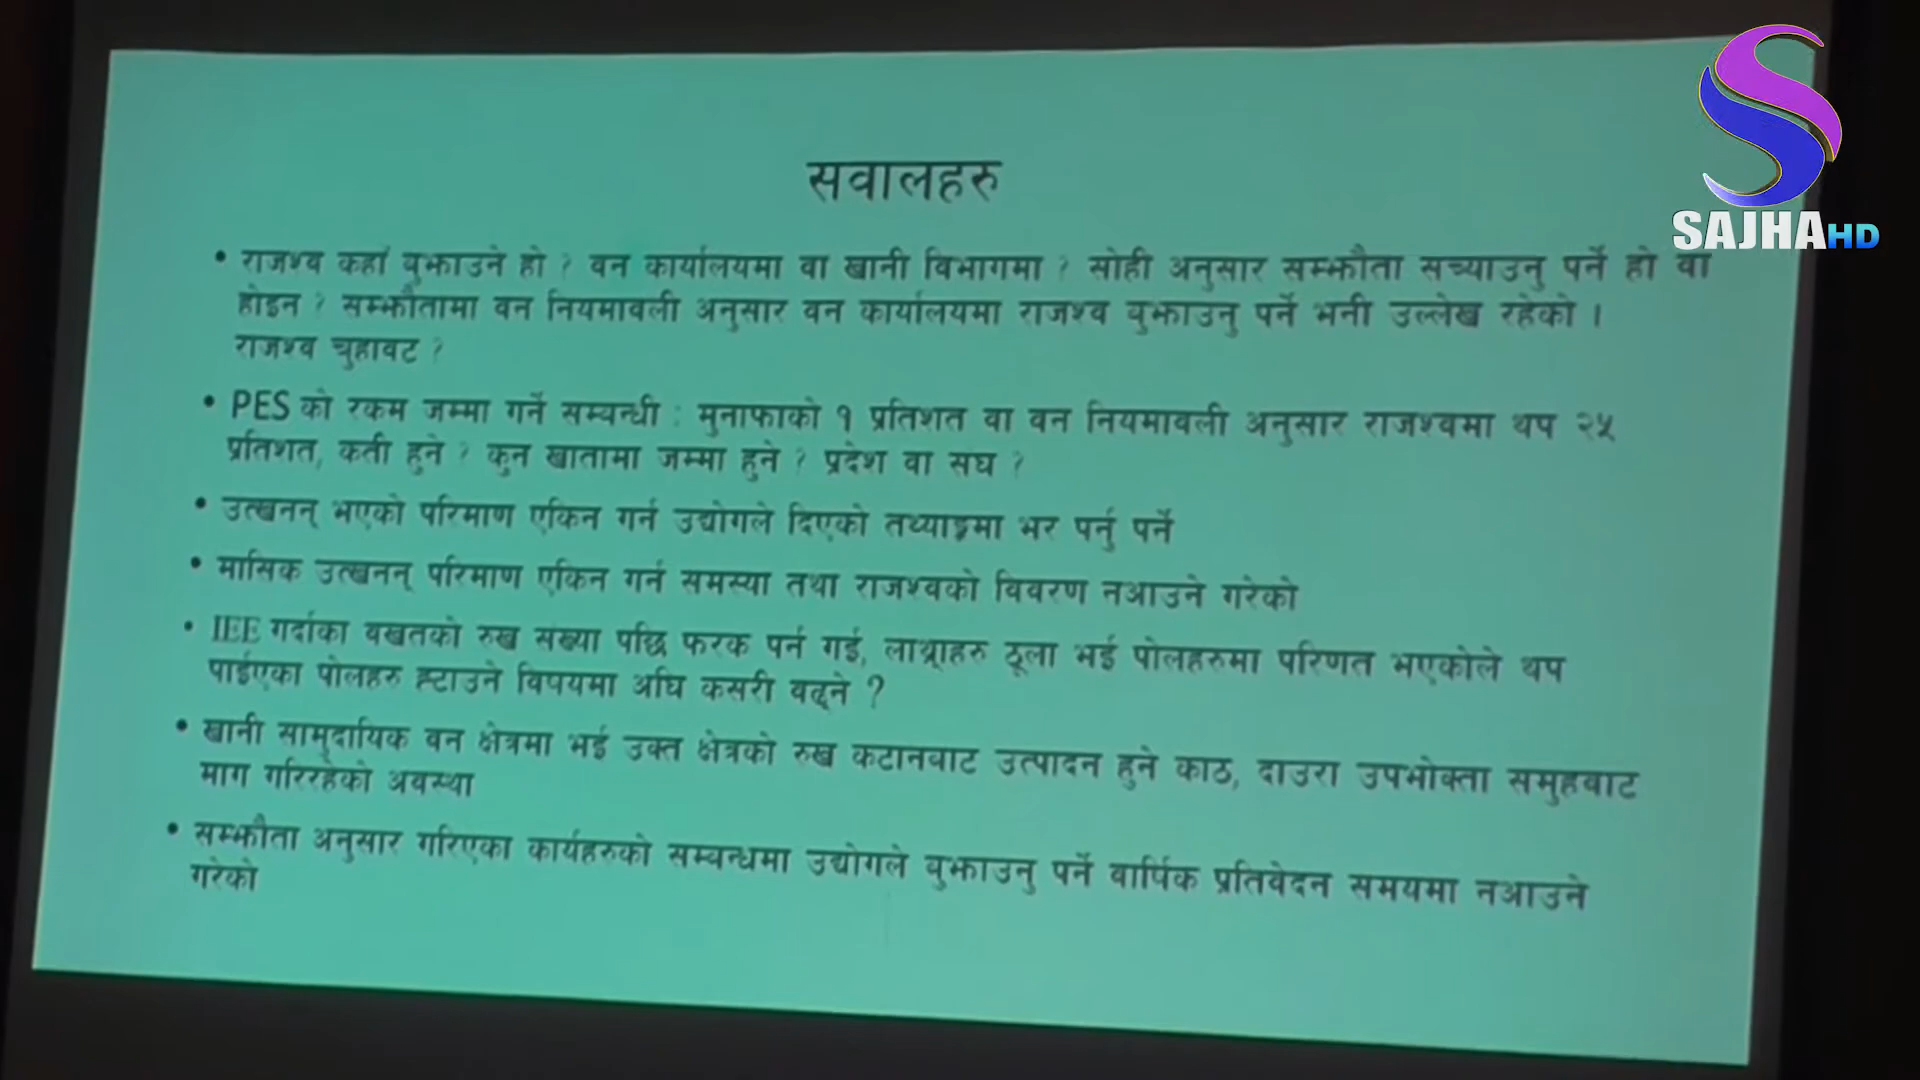 SAJHA HD
सवालहरु
• राजश्व कहाँ बुझाउने हो ? वन कार्यालयमा वा खानी विभागमा ? सोही अनुसार सम्झौता सच्याउनु पर्ने हो वा
होइन ? सम्झौतामा वन नियमावली अनुसार वन कार्यालयमा राजश्व बुझाउनु पर्ने भनी उल्लेख रहेको ।
राजश्व चुहावट ?
• PES को रकम जम्मा गर्ने सम्बन्धी : मुनाफाको १ प्रतिशत वा वन नियमावली अनुसार राजश्वमा थप २५
प्रतिशत, कती हुने ? कुन खातामा जम्मा हुने ? प्रदेश वा संघ ?
• उत्खनन् भएको परिमाण एकिन गर्न उद्योगले दिएको तथ्याङ्कमा भर पर्नु पर्ने
• मासिक उत्खनन् परिमाण एकिन गर्न समस्या तथा राजश्वको विवरण नआउने गरेको
• IEE गर्दाका वखतको रुख संख्या पछि फरक पर्न गई, लाथ्राहरु ठूला भई पोलहरुमा परिणत भएकोले थप
पाईएका पोलहरु ह्टाउने विषयमा अघि कसरी बढ्ने ?
• खानी सामुदायिक वन क्षेत्रमा भई उक्त क्षेत्रको रुख कटानबाट उत्पादन हुने काठ, दाउरा उपभोक्ता समुहबाट
माग गरिरहेको अवस्था
• सम्झौता अनुसार गरिएका कार्यहरुको सम्बन्धमा उद्योगले बुझाउनु पर्ने वार्षिक प्रतिवेदन समयमा नआउने
गरेको